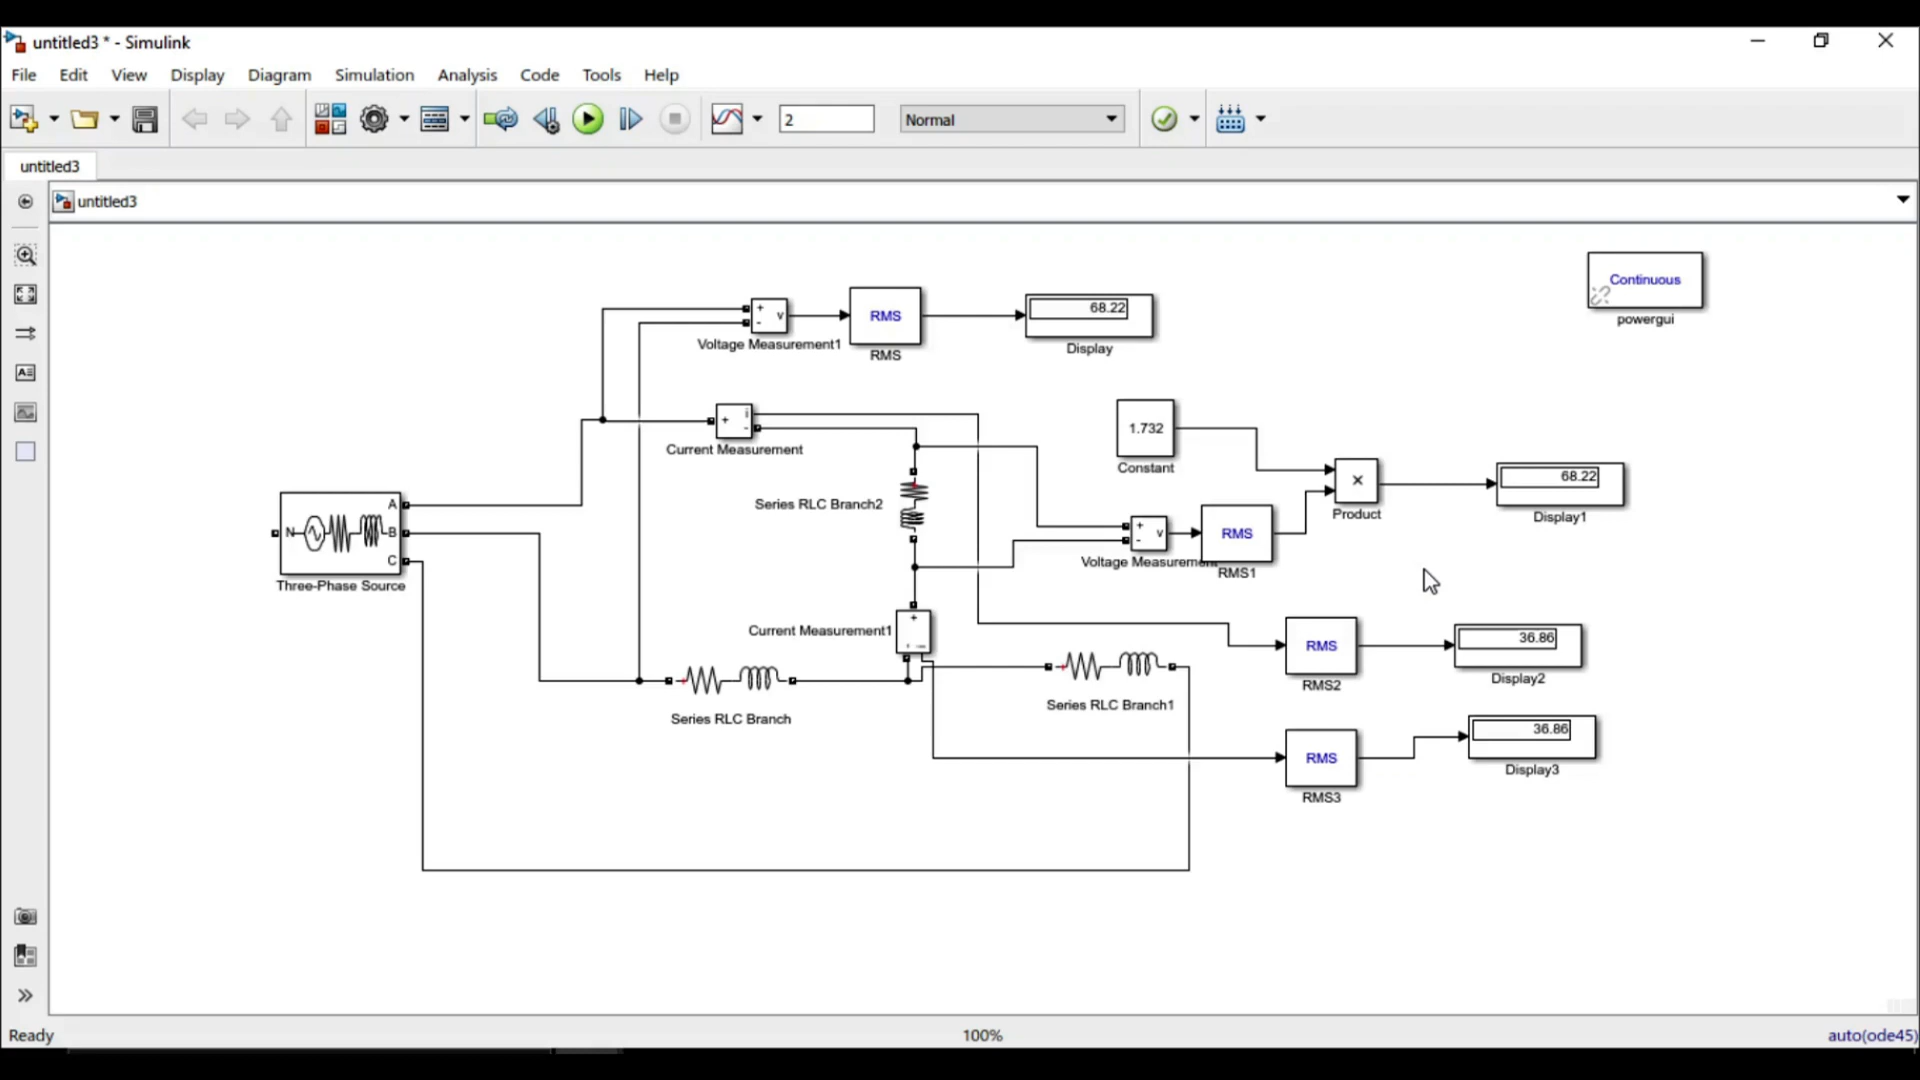 untitled3 * - Simulink
File Edit View Display Diagram Simulation Analysis Code Tools Help
2 Normal
untitled3
untitled3
Continuous
powergui
+ - v
Voltage Measurement1
RMS
RMS
68.22
Display
+ i -
Current Measurement
1.732
Constant
×
Product
68.22
Display1
Series RLC Branch2
N A B C
Three-Phase Source
+ - v
Voltage Measurement
RMS
RMS1
Current Measurement1
+
RMS
RMS2
36.86
Display2
Series RLC Branch
Series RLC Branch1
RMS
RMS3
36.86
Display3
Ready 100% auto(ode45)